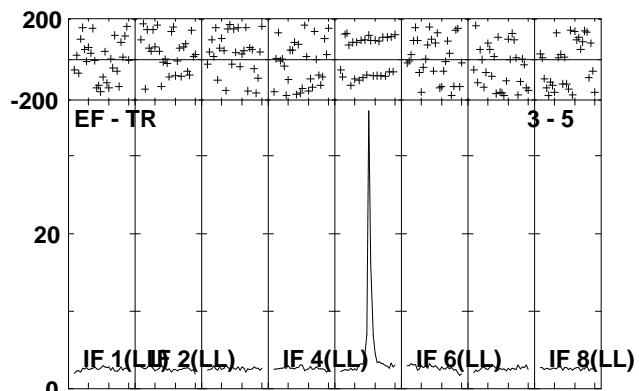 200
-200
EF - TR 3 - 5
20
IF 1(LL) IF 2(LL) IF 4(LL) IF 6(LL) IF 8(LL)
0